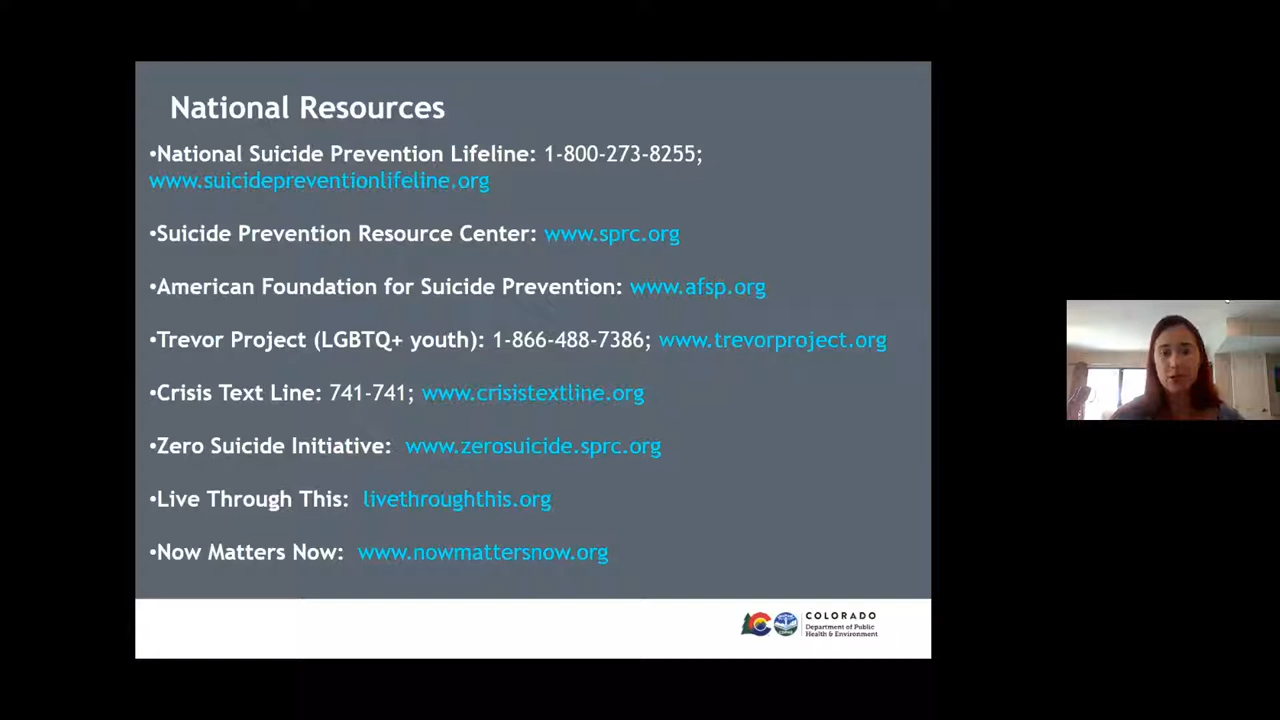 National Resources
•National Suicide Prevention Lifeline: 1-800-273-8255;
www.suicidepreventionlifeline.org
•Suicide Prevention Resource Center: www.sprc.org
•American Foundation for Suicide Prevention: www.afsp.org
•Trevor Project (LGBTQ+ youth): 1-866-488-7386; www.trevorproject.org
•Crisis Text Line: 741-741; www.crisistextline.org
•Zero Suicide Initiative: www.zerosuicide.sprc.org
•Live Through This: livethroughthis.org
•Now Matters Now: www.nowmattersnow.org
COLORADO
Department of Public
Health & Environment